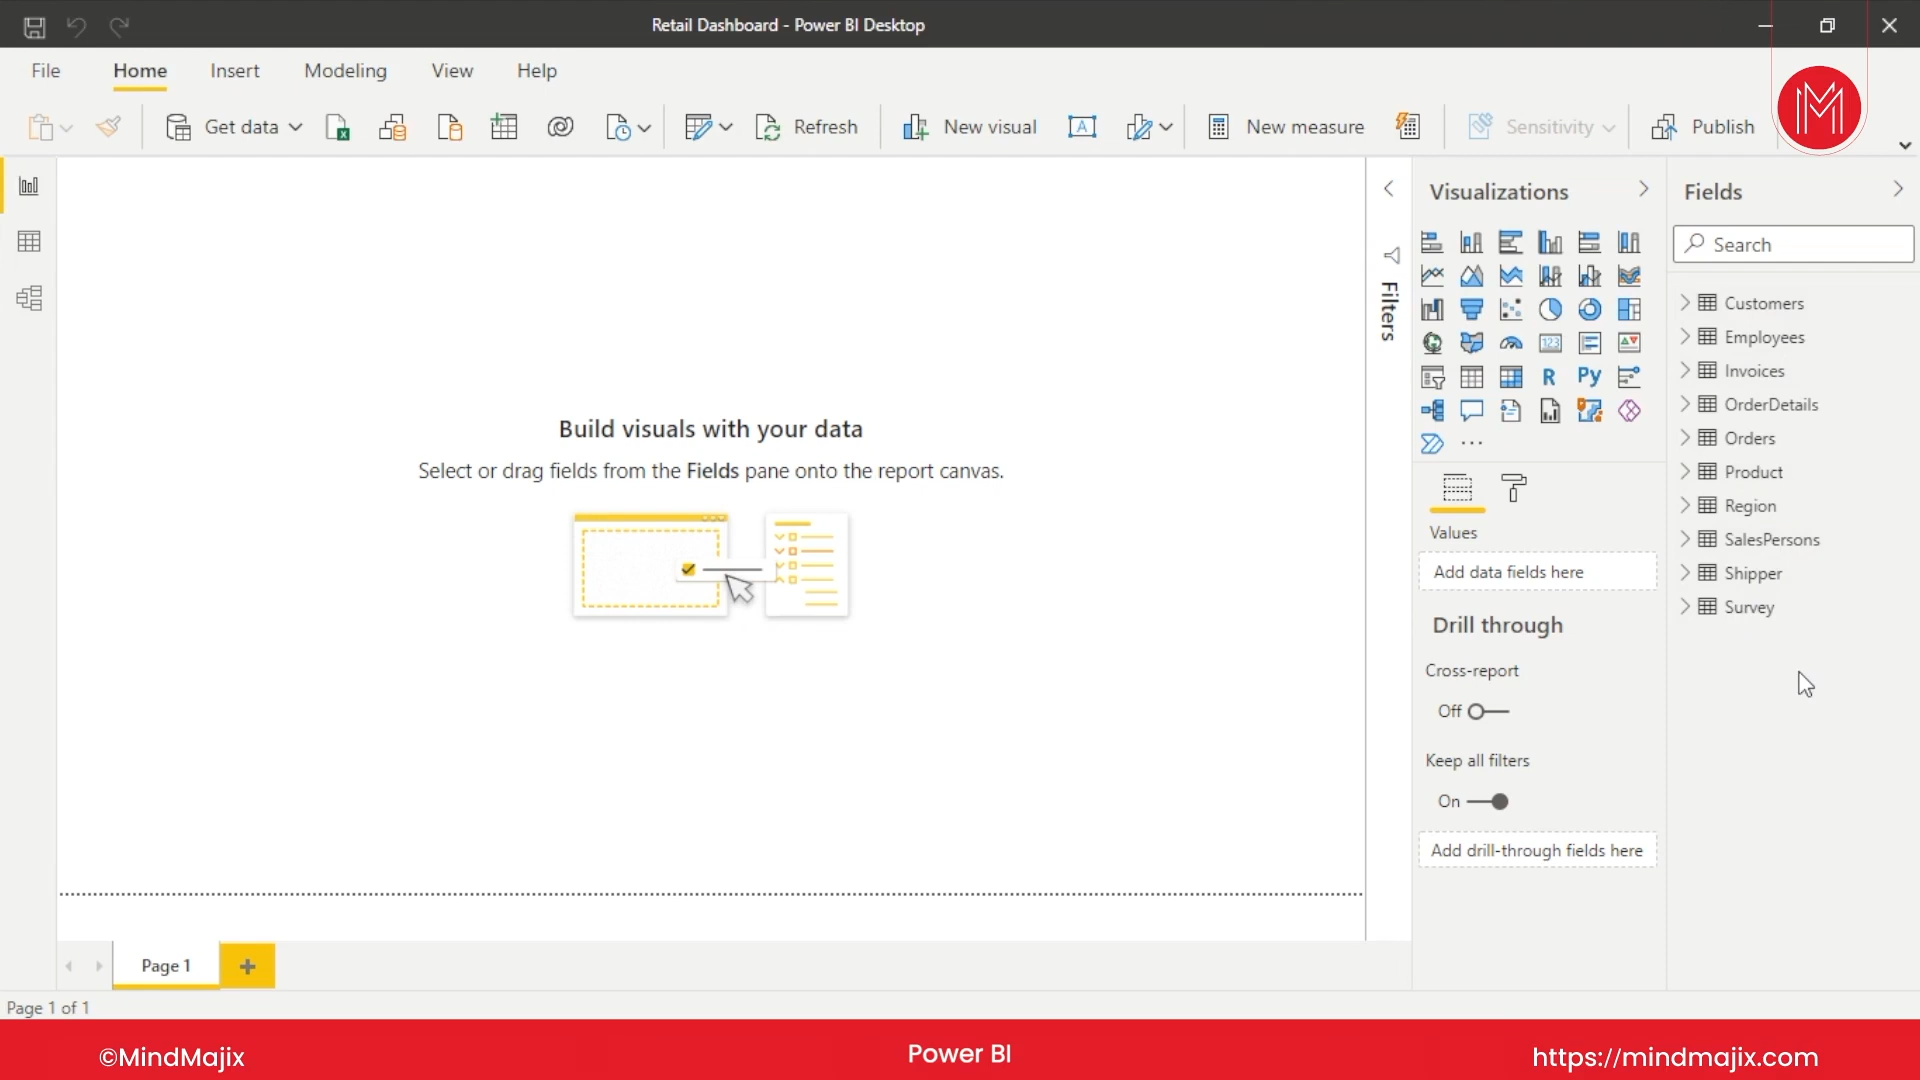 Retail Dashboard - Power BI Desktop
File Home Insert Modeling View Help
Get data Refresh New visual A New measure Sensitivity Publish
M
Visualizations
Fields
Search
Filters
123
R Py
Customers
Employees
Invoices
OrderDetails
Orders
Product
Region
SalesPersons
Shipper
Survey
Build visuals with your data
Select or drag fields from the Fields pane onto the report canvas.
Values
Add data fields here
Drill through
Cross-report
Off
Keep all filters
On
Add drill-through fields here
Page 1
Page 1 of 1
©MindMajix
Power BI
https://mindmajix.com